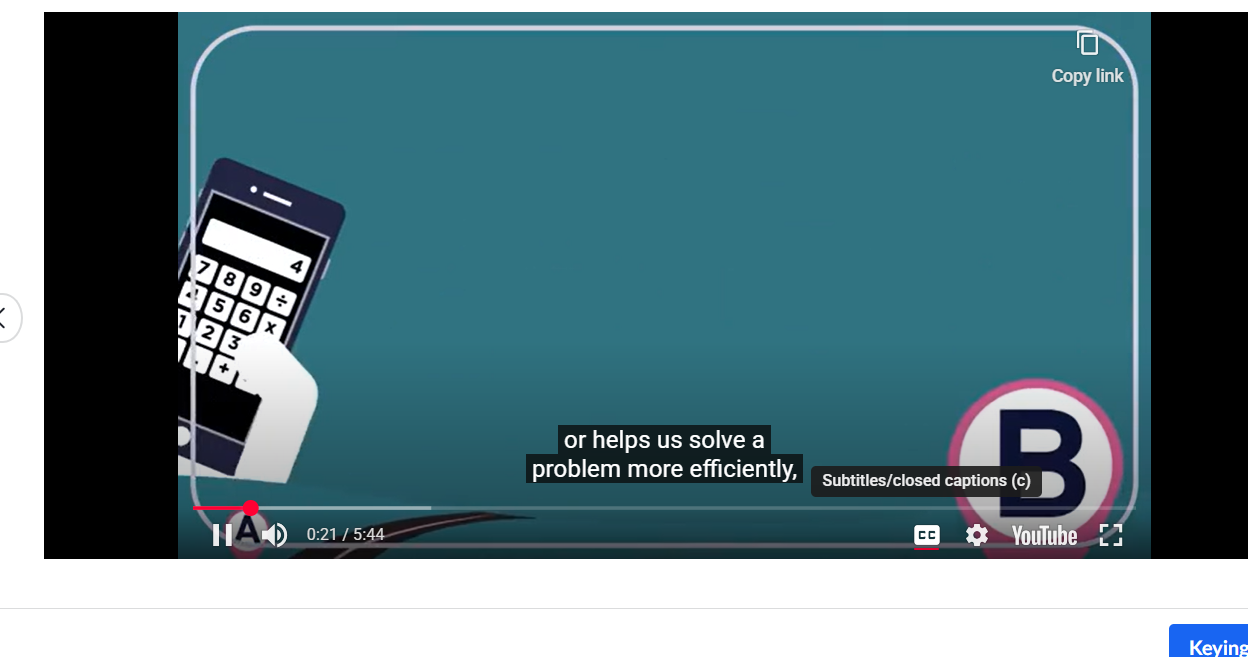 Copy link
4
7 8 9 ÷
4 5 6 x
1 2 3
. +
or helps us solve a
problem more efficiently,
Subtitles/closed captions (c)
B
A
0:21 / 5:44
CC
YouTube
Keying